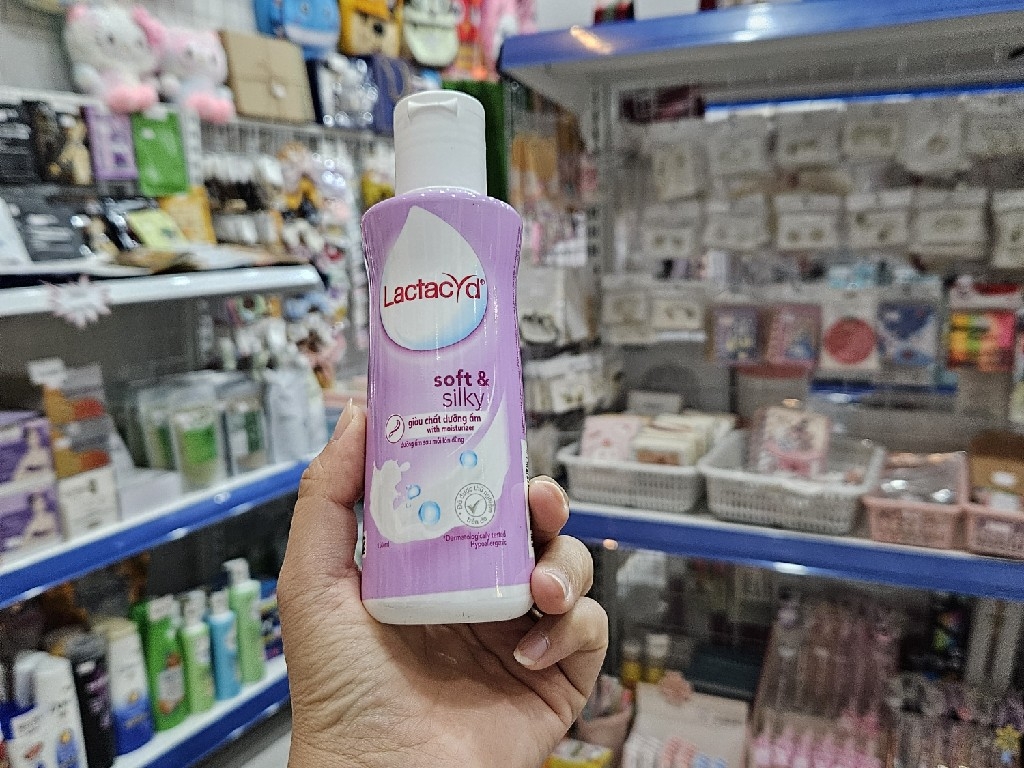 Lactacyd®
soft &
silky
giàu chất dưỡng ẩm
with moisturizer
*Dermatologically tested
Hypoallergenic